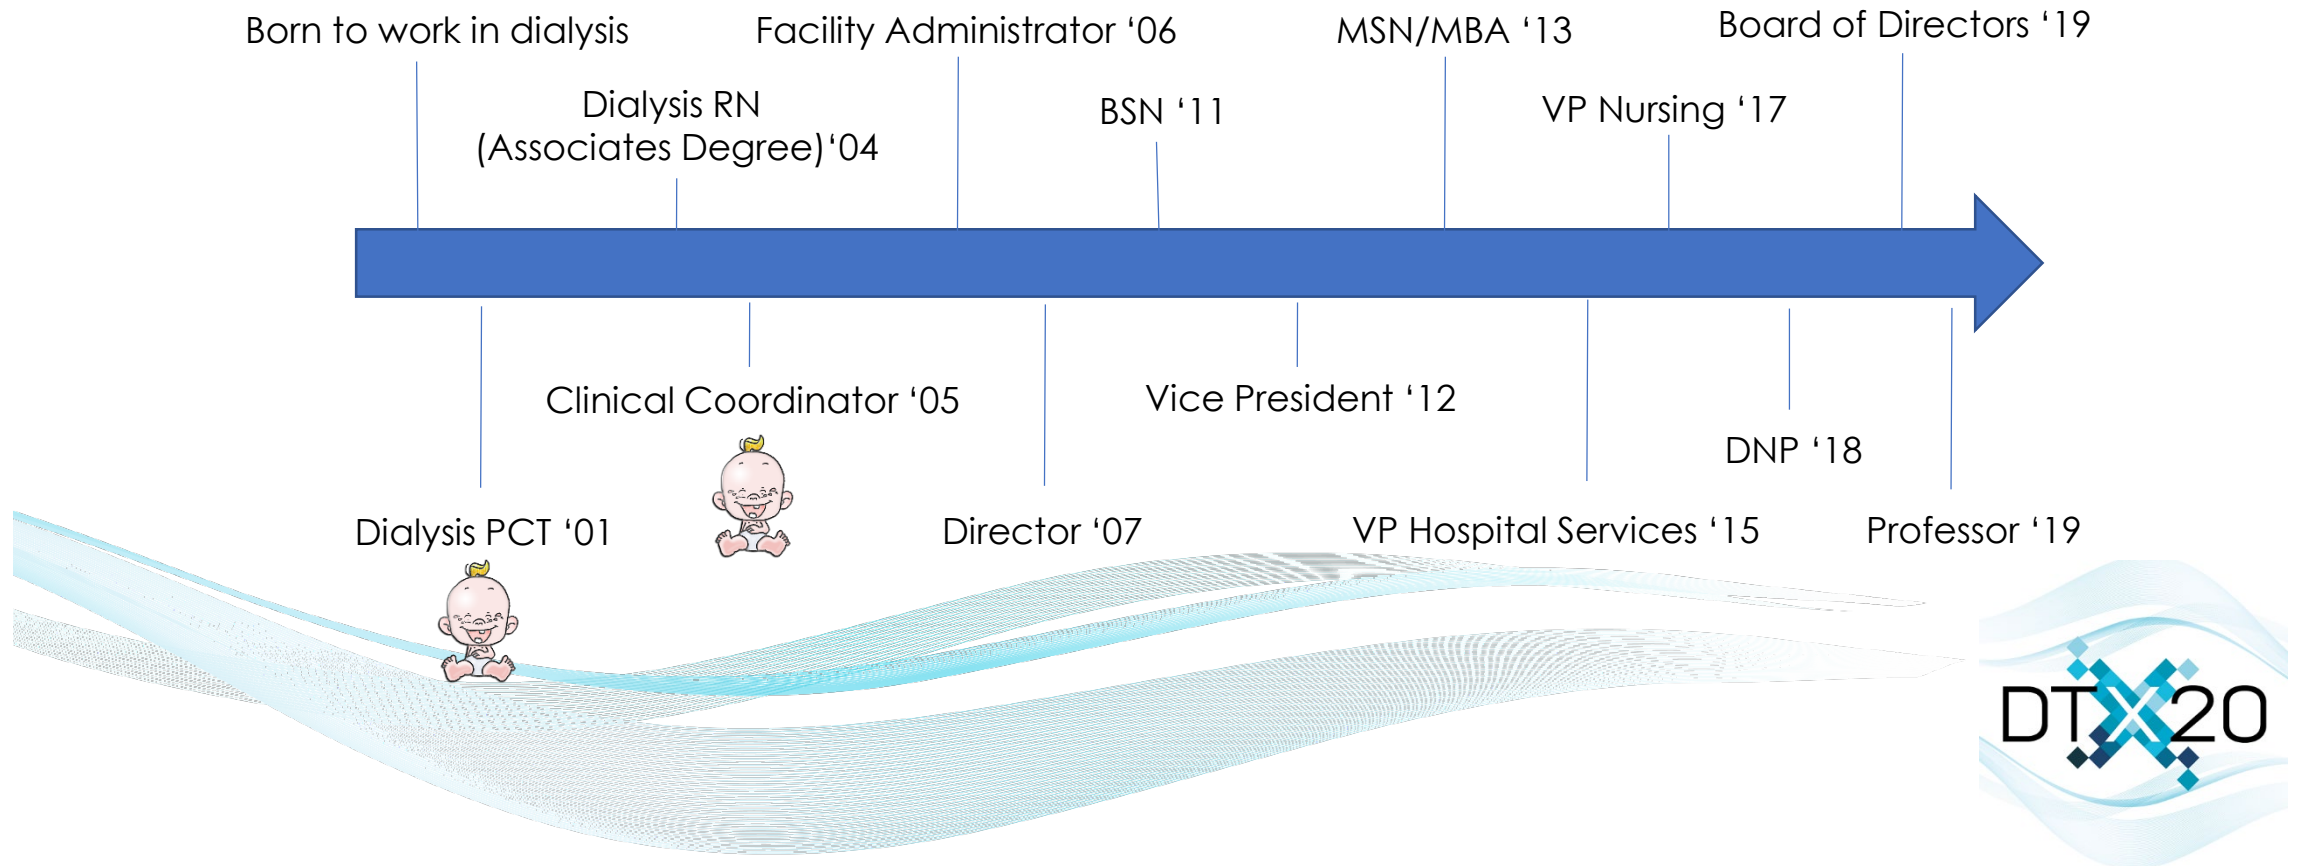 Born to work in dialysis
Facility Administrator ‘06
MSN/MBA ‘13
Board of Directors ‘19
Dialysis RN
(Associates Degree)‘04
BSN ‘11
VP Nursing ‘17
Clinical Coordinator ‘05
Vice President ‘12
DNP ‘18
Dialysis PCT ‘01
Director ‘07
VP Hospital Services ‘15
Professor ‘19
DTX20